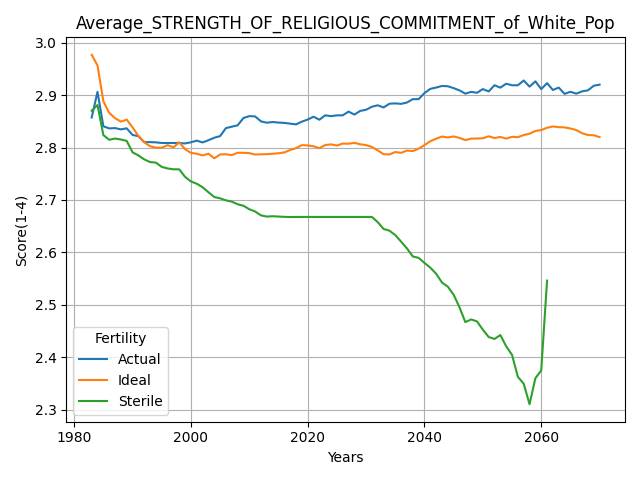 Average_STRENGTH_OF_RELIGIOUS_COMMITMENT_of_White_Pop
3.0
2.9
2.8
2.7
2.6
2.5
2.4
2.3
Score(1-4)
Fertility
Actual
Ideal
Sterile
1980
2000
2020
2040
2060
Years